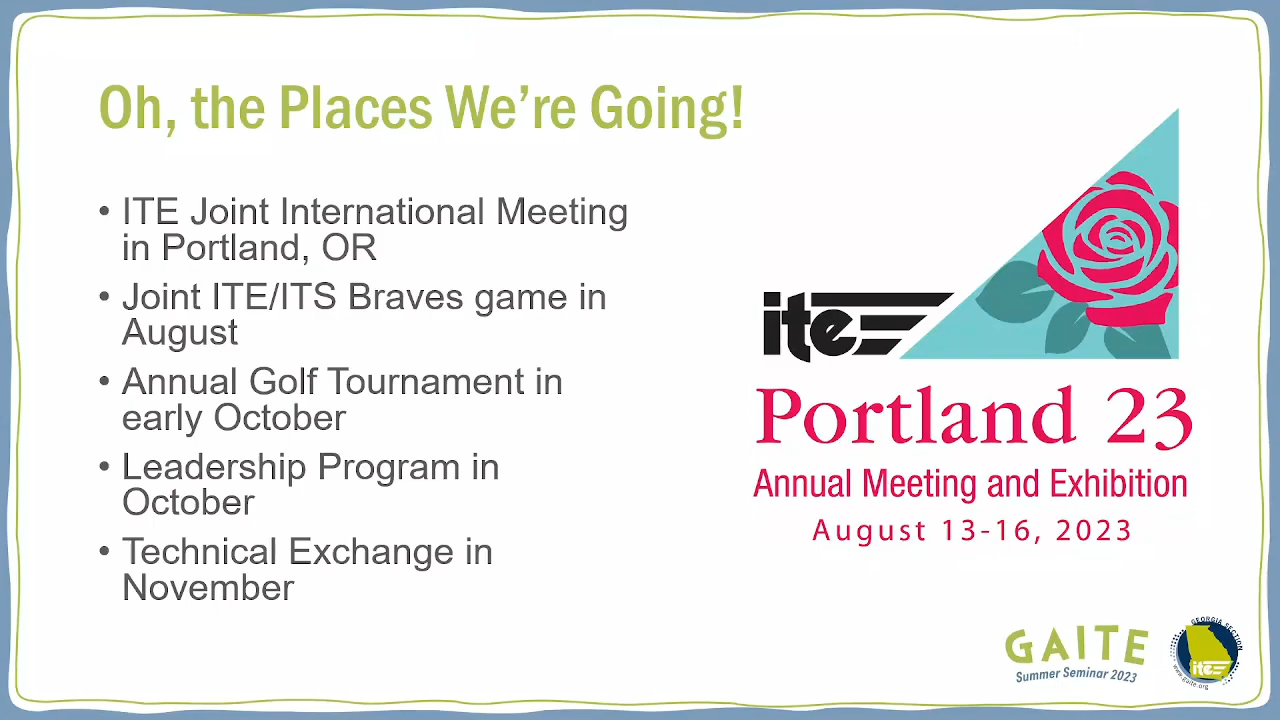 Oh, the Places We’re Going!
• ITE Joint International Meeting
in Portland, OR
• Joint ITE/ITS Braves game in
August
• Annual Golf Tournament in
early October
• Leadership Program in
October
• Technical Exchange in
November
ite
Portland 23
Annual Meeting and Exhibition
August 13-16, 2023
GAITE
Summer Seminar 2023
GEORGIA SECTION
ite
www.gaite.org